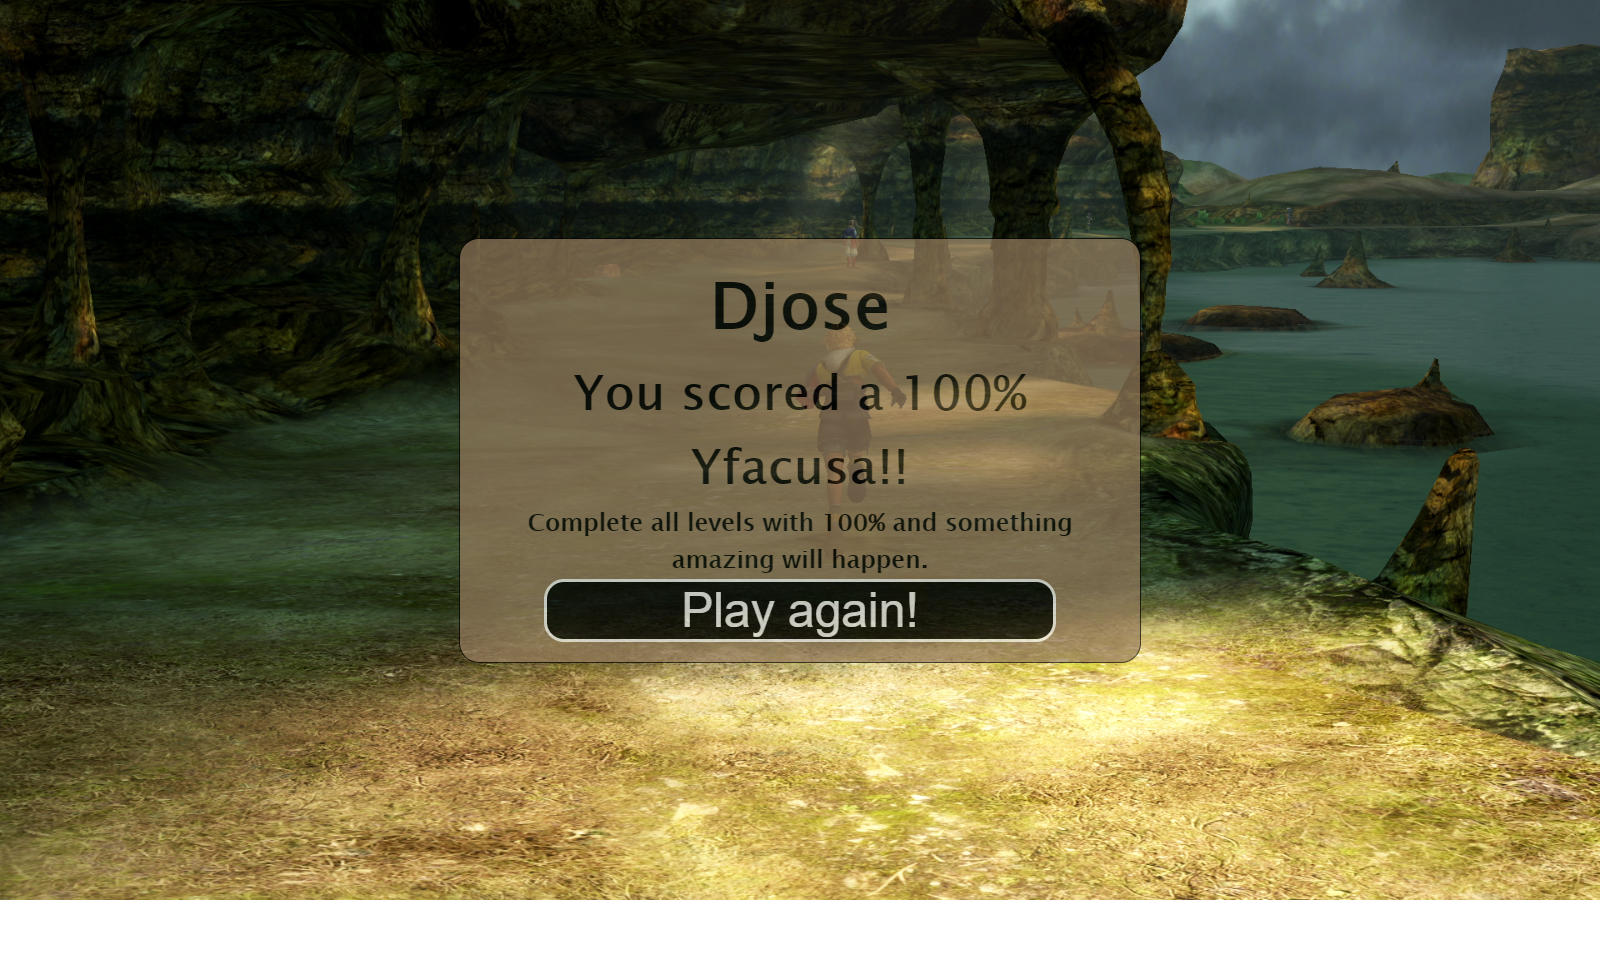 Djose
You scored a 100%
Yfacusa!!
Complete all levels with 100% and something
amazing will happen.
Play again!